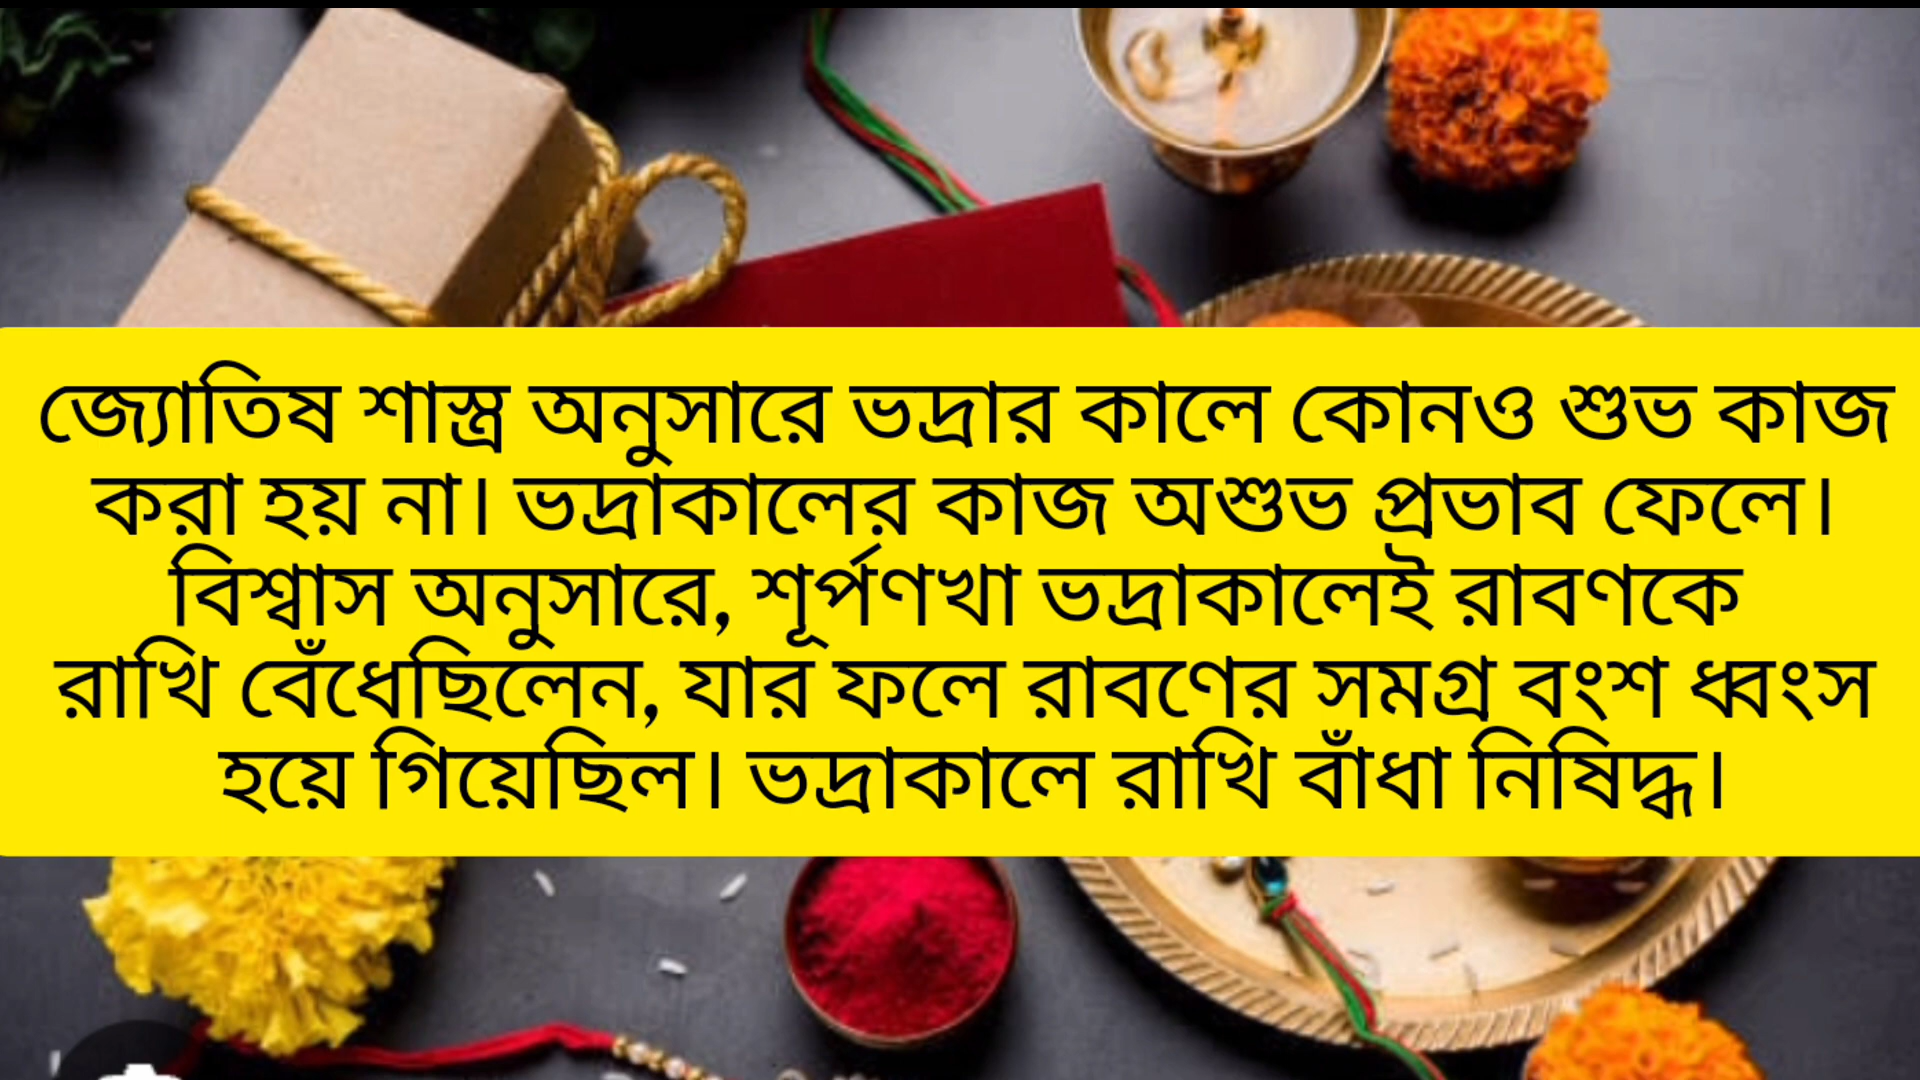 জ্যোতিষ শাস্ত্র অনুসারে ভদ্রার কালে কোনও শুভ কাজ
করা হয় না। ভদ্রাকালের কাজ অশুভ প্রভাব ফেলে।
বিশ্বাস অনুসারে, শূর্পণখা ভদ্রাকালেই রাবণকে
রাখি বেঁধেছিলেন, যার ফলে রাবণের সমগ্র বংশ ধ্বংস
হয়ে গিয়েছিল। ভদ্রাকালে রাখি বাঁধা নিষিদ্ধ।